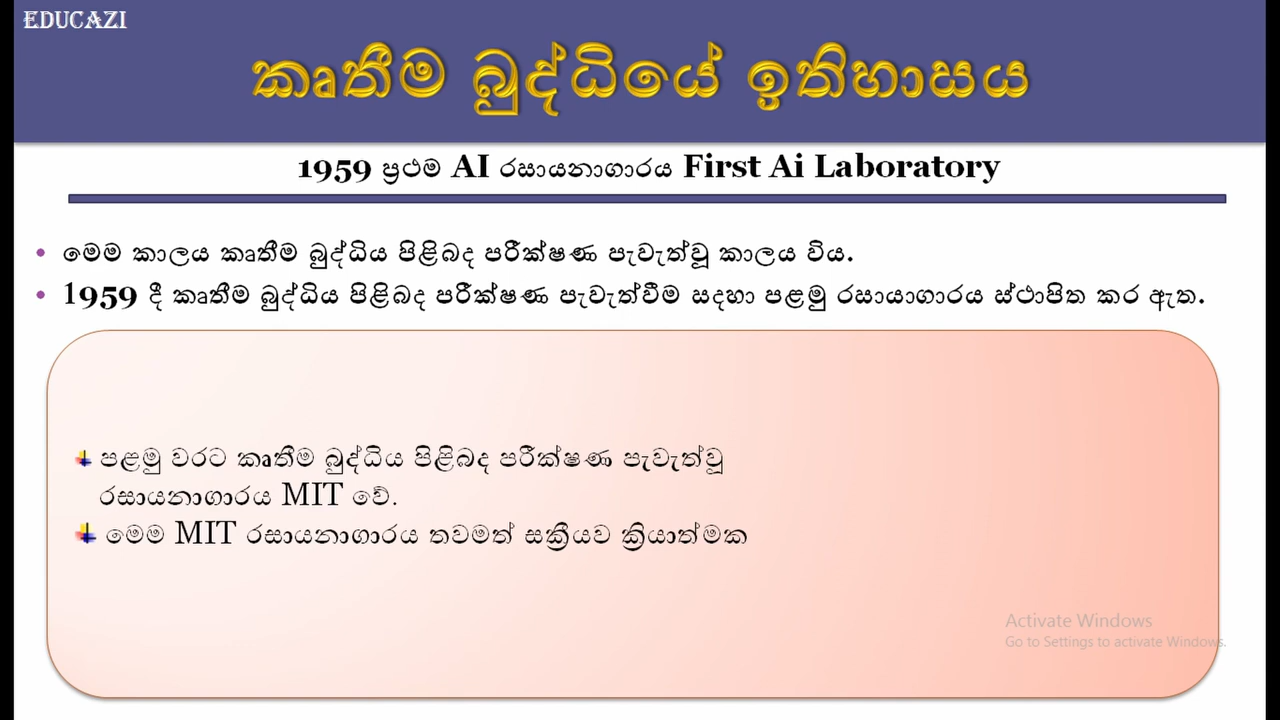 EDUCAZI
කෘතීම බුද්ධියේ ඉතිහාසය
1959 ප්‍රථම AI රසායනාගාරය First Ai Laboratory
• මෙම කාලය කෘතීම බුද්ධිය පිළිබඳ පරීක්ෂණ පැවැත්වූ කාලය විය.
• 1959 දී කෘතීම බුද්ධිය පිළිබඳ පරීක්ෂණ පැවැත්වීම සඳහා පළමු රසායාගාරය ස්ථාපිත කර ඇත.
පළමු වරට කෘතීම බුද්ධිය පිළිබඳ පරීක්ෂණ පැවැත්වූ
රසායනාගාරය MIT වේ.
මෙම MIT රසායනාගාරය තවමත් සක්‍රීයව ක්‍රියාත්මක
Activate Windows
Go to Settings to activate Windows.